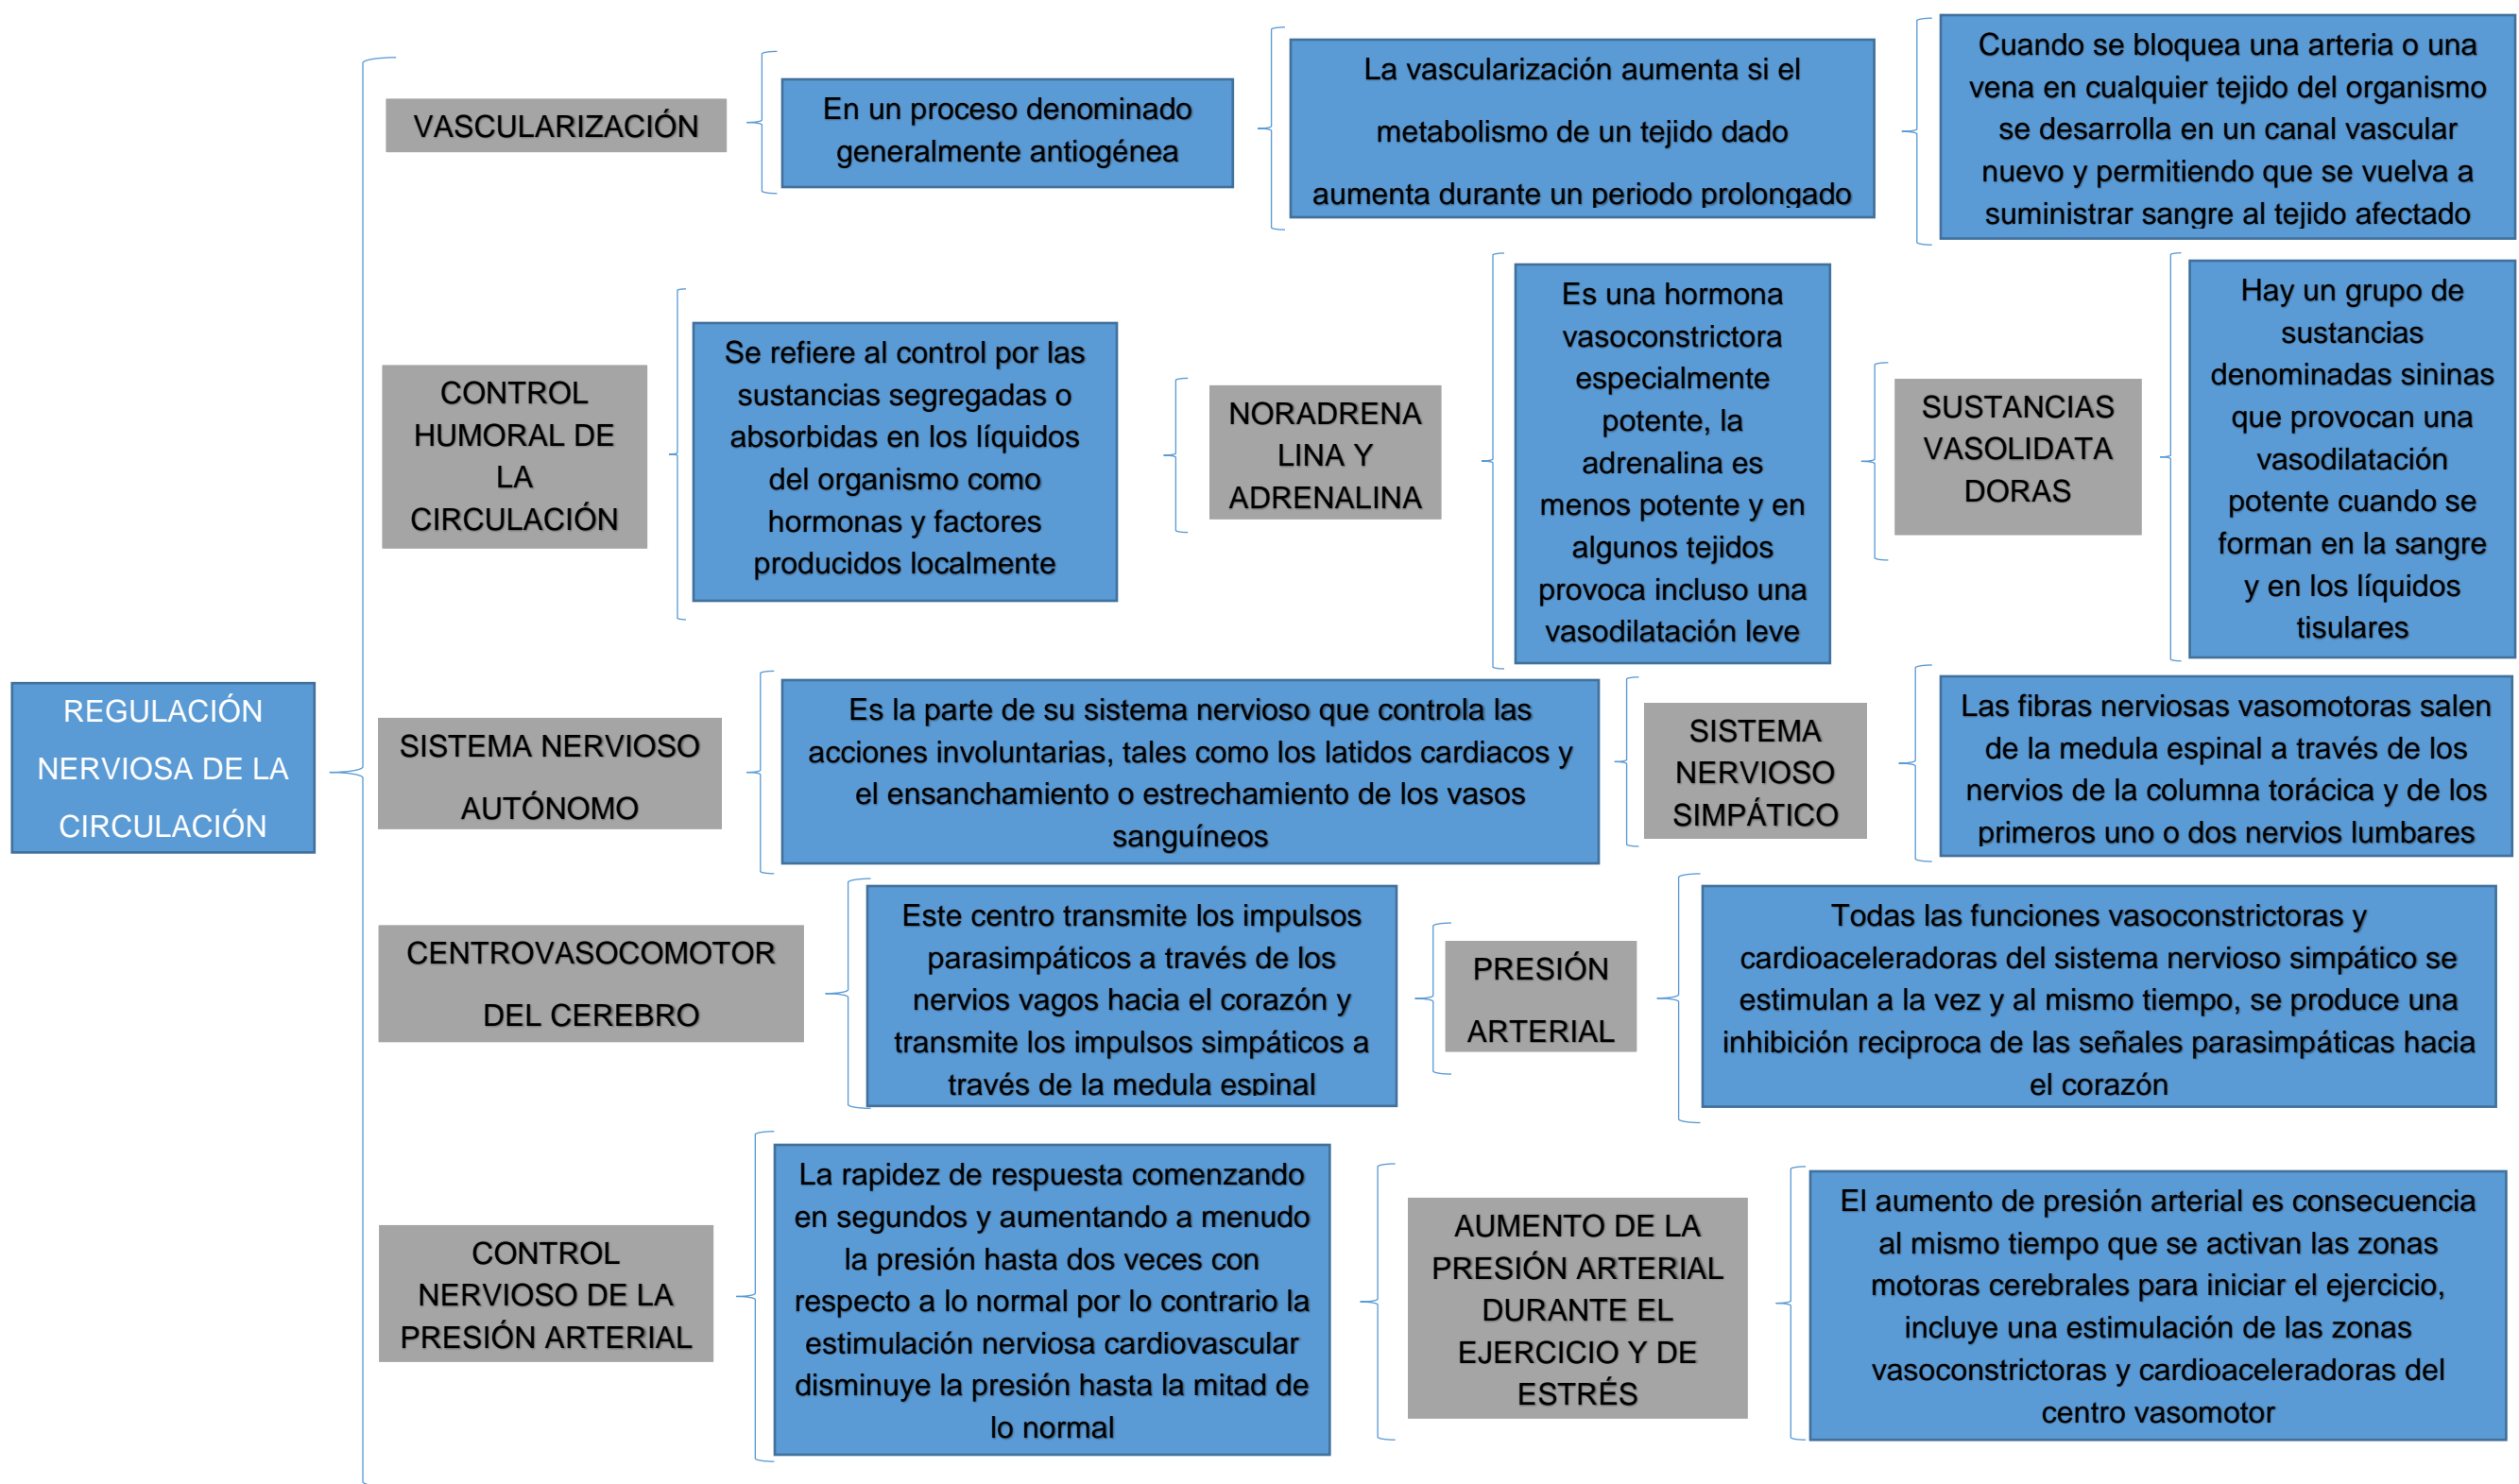 VASCULARIZACIÓN
En un proceso denominado
generalmente antiogénea
La vascularización aumenta si el
metabolismo de un tejido dado
aumenta durante un periodo prolongado
Cuando se bloquea una arteria o una
vena en cualquier tejido del organismo
se desarrolla en un canal vascular
nuevo y permitiendo que se vuelva a
suministrar sangre al tejido afectado
CONTROL
HUMORAL DE
LA
CIRCULACIÓN
Se refiere al control por las
sustancias segregadas o
absorbidas en los líquidos
del organismo como
hormonas y factores
producidos localmente
NORADRENA
LINA Y
ADRENALINA
Es una hormona
vasoconstrictora
especialmente
potente, la
adrenalina es
menos potente y en
algunos tejidos
provoca incluso una
vasodilatación leve
SUSTANCIAS
VASOLIDATA
DORAS
Hay un grupo de
sustancias
denominadas sininas
que provocan una
vasodilatación
potente cuando se
forman en la sangre
y en los líquidos
tisulares
REGULACIÓN
NERVIOSA DE LA
CIRCULACIÓN
SISTEMA NERVIOSO
AUTÓNOMO
Es la parte de su sistema nervioso que controla las
acciones involuntarias, tales como los latidos cardiacos y
el ensanchamiento o estrechamiento de los vasos
sanguíneos
SISTEMA
NERVIOSO
SIMPÁTICO
Las fibras nerviosas vasomotoras salen
de la medula espinal a través de los
nervios de la columna torácica y de los
primeros uno o dos nervios lumbares
CENTROVASOCOMOTOR
DEL CEREBRO
Este centro transmite los impulsos
parasimpáticos a través de los
nervios vagos hacia el corazón y
transmite los impulsos simpáticos a
través de la medula espinal
PRESIÓN
ARTERIAL
Todas las funciones vasoconstrictoras y
cardioaceleradoras del sistema nervioso simpático se
estimulan a la vez y al mismo tiempo, se produce una
inhibición reciproca de las señales parasimpáticas hacia
el corazón
CONTROL
NERVIOSO DE LA
PRESIÓN ARTERIAL
La rapidez de respuesta comenzando
en segundos y aumentando a menudo
la presión hasta dos veces con
respecto a lo normal por lo contrario la
estimulación nerviosa cardiovascular
disminuye la presión hasta la mitad de
lo normal
AUMENTO DE LA
PRESIÓN ARTERIAL
DURANTE EL
EJERCICIO Y DE
ESTRÉS
El aumento de presión arterial es consecuencia
al mismo tiempo que se activan las zonas
motoras cerebrales para iniciar el ejercicio,
incluye una estimulación de las zonas
vasoconstrictoras y cardioaceleradoras del
centro vasomotor